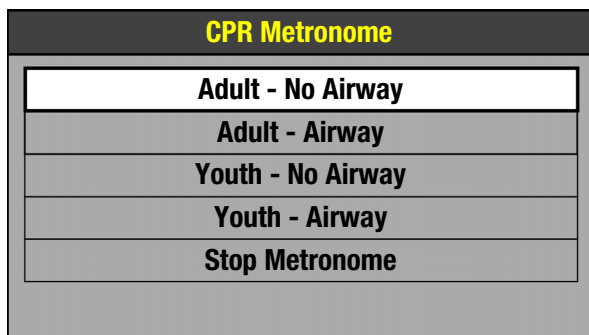 CPR Metronome
Adult - No Airway
Adult - Airway
Youth - No Airway
Youth - Airway
Stop Metronome